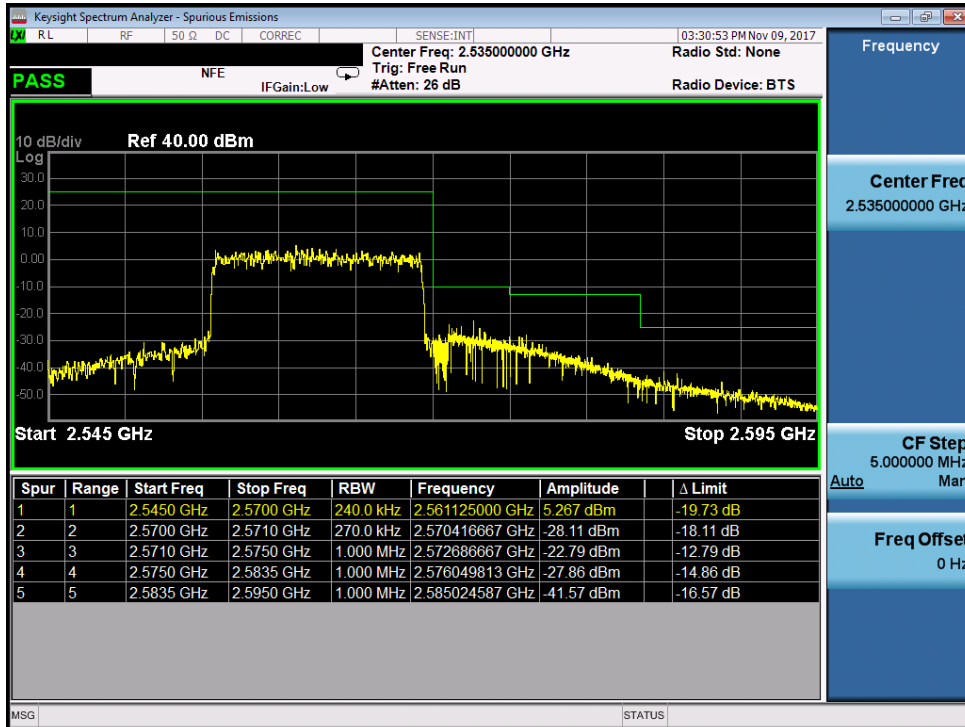 Keysight Spectrum Analyzer - Spurious Emissions
LXI RL RF 50 Ω DC CORREC SENSE:INT 03:30:53 PM Nov 09, 2017
Center Freq: 2.535000000 GHz Radio Std: None
PASS NFE Trig: Free Run
IFGain:Low #Atten: 26 dB Radio Device: BTS
10 dB/div Ref 40.00 dBm
Log
30.0
20.0
10.0
0.00
-10.0
-20.0
-30.0
-40.0
-50.0
Start 2.545 GHz Stop 2.595 GHz
Spur Range Start Freq Stop Freq RBW Frequency Amplitude Δ Limit
1 1 2.5450 GHz 2.5700 GHz 240.0 kHz 2.561125000 GHz 5.267 dBm -19.73 dB
2 2 2.5700 GHz 2.5710 GHz 270.0 kHz 2.570416667 GHz -28.11 dBm -18.11 dB
3 3 2.5710 GHz 2.5750 GHz 1.000 MHz 2.572686667 GHz -22.79 dBm -12.79 dB
4 4 2.5750 GHz 2.5835 GHz 1.000 MHz 2.576049813 GHz -27.86 dBm -14.86 dB
5 5 2.5835 GHz 2.5950 GHz 1.000 MHz 2.585024587 GHz -41.57 dBm -16.57 dB
MSG STATUS
Frequency
Center Freq
2.535000000 GHz
CF Step
5.000000 MHz
Auto Man
Freq Offset
0 Hz